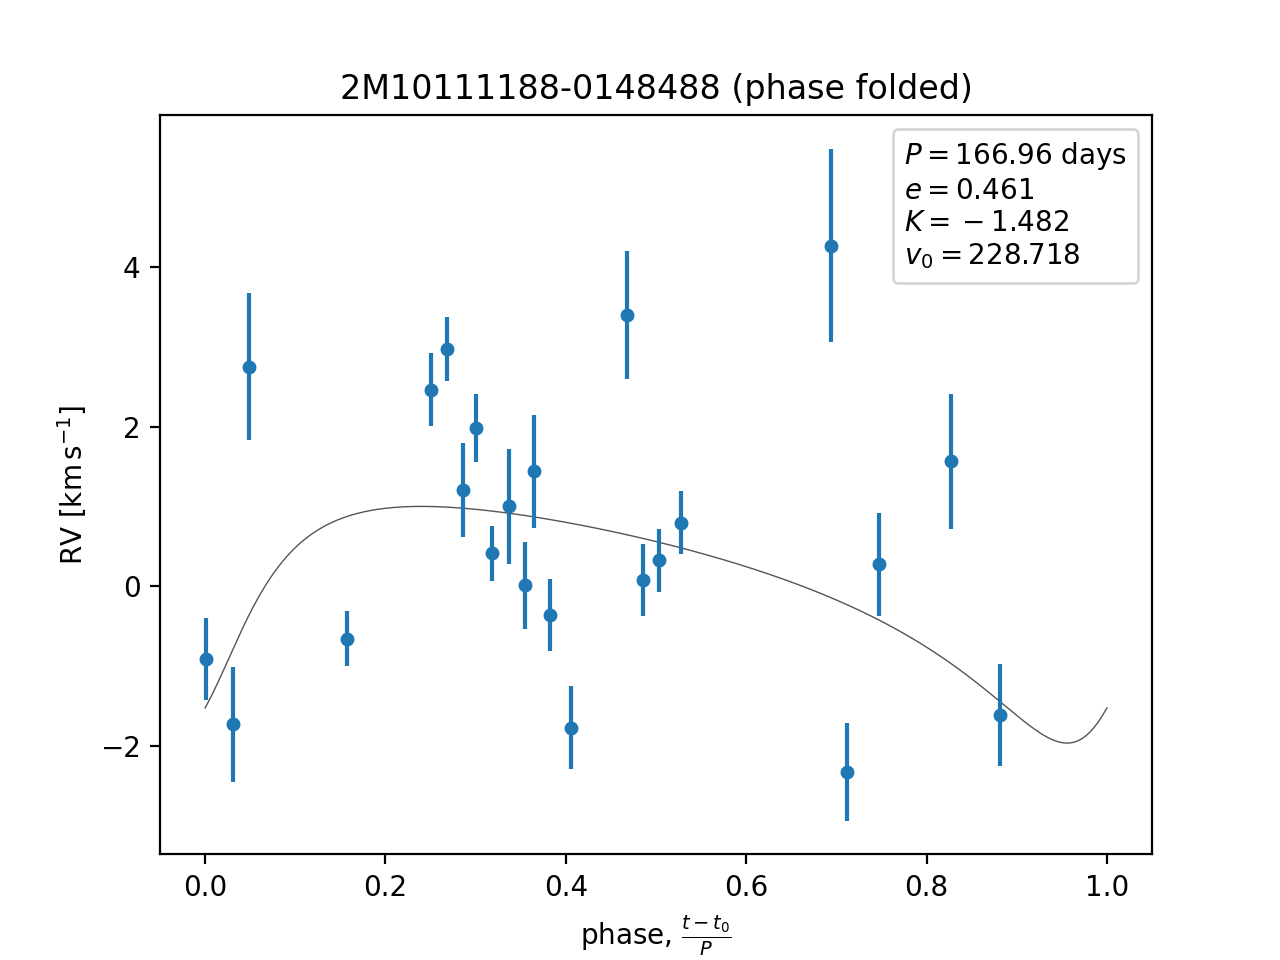 2M10111188-0148488 (phase folded)
P = 166.96 days
e = 0.461
K = −1.482
v₀ = 228.718
4
2
0
−2
RV [km s⁻¹]
0.0 0.2 0.4 0.6 0.8 1.0
phase, (t − t₀)/P